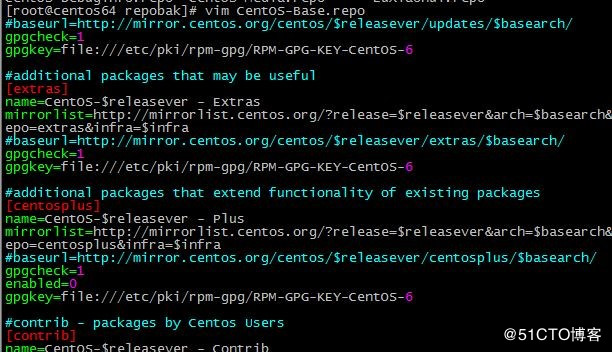 [root@centos64 repobak]# vim CentOS-Base.repo
#baseurl=http://mirror.centos.org/centos/$releasever/updates/$basearch/
gpgcheck=1
gpgkey=file:///etc/pki/rpm-gpg/RPM-GPG-KEY-CentOS-6
#additional packages that may be useful
[extras]
name=CentOS-$releasever - Extras
mirrorlist=http://mirrorlist.centos.org/?release=$releasever&arch=$basearch&
epo=extras&infra=$infra
#baseurl=http://mirror.centos.org/centos/$releasever/extras/$basearch/
gpgcheck=1
gpgkey=file:///etc/pki/rpm-gpg/RPM-GPG-KEY-CentOS-6
#additional packages that extend functionality of existing packages
[centosplus]
name=CentOS-$releasever - Plus
mirrorlist=http://mirrorlist.centos.org/?release=$releasever&arch=$basearch&
epo=centosplus&infra=$infra
#baseurl=http://mirror.centos.org/centos/$releasever/centosplus/$basearch/
gpgcheck=1
enabled=0
gpgkey=file:///etc/pki/rpm-gpg/RPM-GPG-KEY-CentOS-6
#contrib - packages by Centos Users
[contrib]
name=CentOS-$releasever - Contrib
@51CTO博客